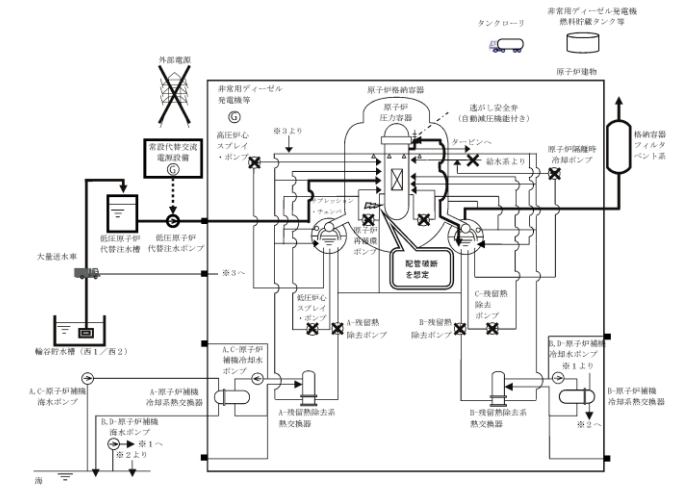 タンクローリ
非常用ディーゼル発電機
燃料貯蔵タンク等
外部電源
原子炉建物
非常用ディーゼル
発電機等
G
原子炉格納容器
原子炉
圧力容器
逃がし安全弁
(自動減圧機能付き)
常設代替交流
電源設備
G
高圧炉心
スプレイ
・ポンプ
※3より
タービンへ
給水系より
原子炉隔離時
冷却ポンプ
格納容器
フィルタ
ベント系
サプレッション
・チェンバ
低圧原子炉
代替注水槽
低圧原子炉
代替注水ポンプ
原子炉
再循環
ポンプ
配管破断
を想定
大量送水車
※3へ
低圧炉心
スプレイ
・ポンプ
A-残留熱
除去ポンプ
B-残留熱
除去ポンプ
C-残留熱
除去
ポンプ
輪谷貯水槽(西1/西2)
A,C-原子炉
補機冷却水
ポンプ
B,D-原子炉補機
冷却水ポンプ
※1より
A,C-原子炉補機
海水ポンプ
A-原子炉補機
冷却系熱交換器
B-原子炉補機
冷却系熱交換器
B,D-原子炉補機
海水ポンプ
※1へ
※2より
A-残留熱除去系
熱交換器
B-残留熱除去系
熱交換器
※2へ
海